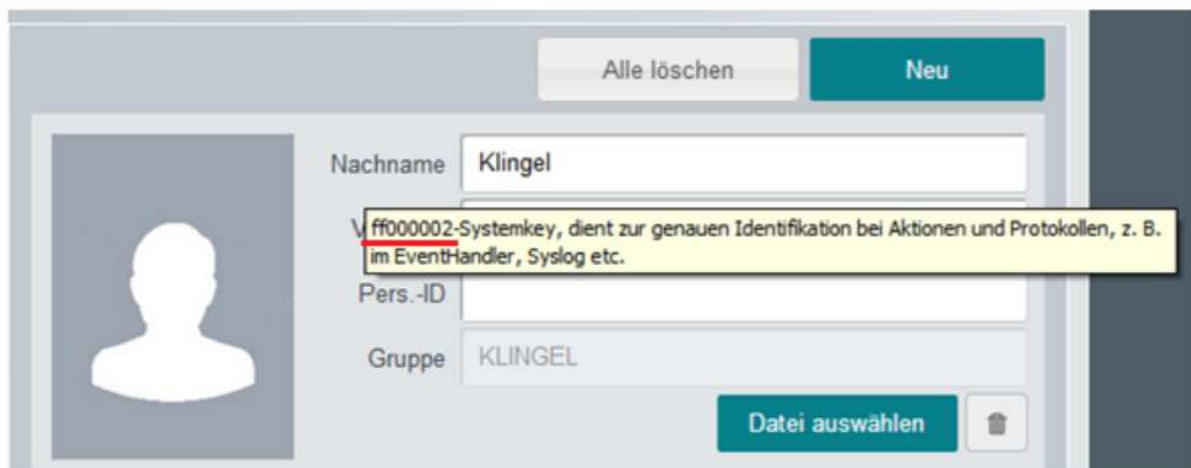 Alle löschen
Neu
Nachname
Klingel
V
ff000002-Systemkey, dient zur genauen Identifikation bei Aktionen und Protokollen, z. B.
im EventHandler, Syslog etc.
Pers.-ID
Gruppe
KLINGEL
Datei auswählen